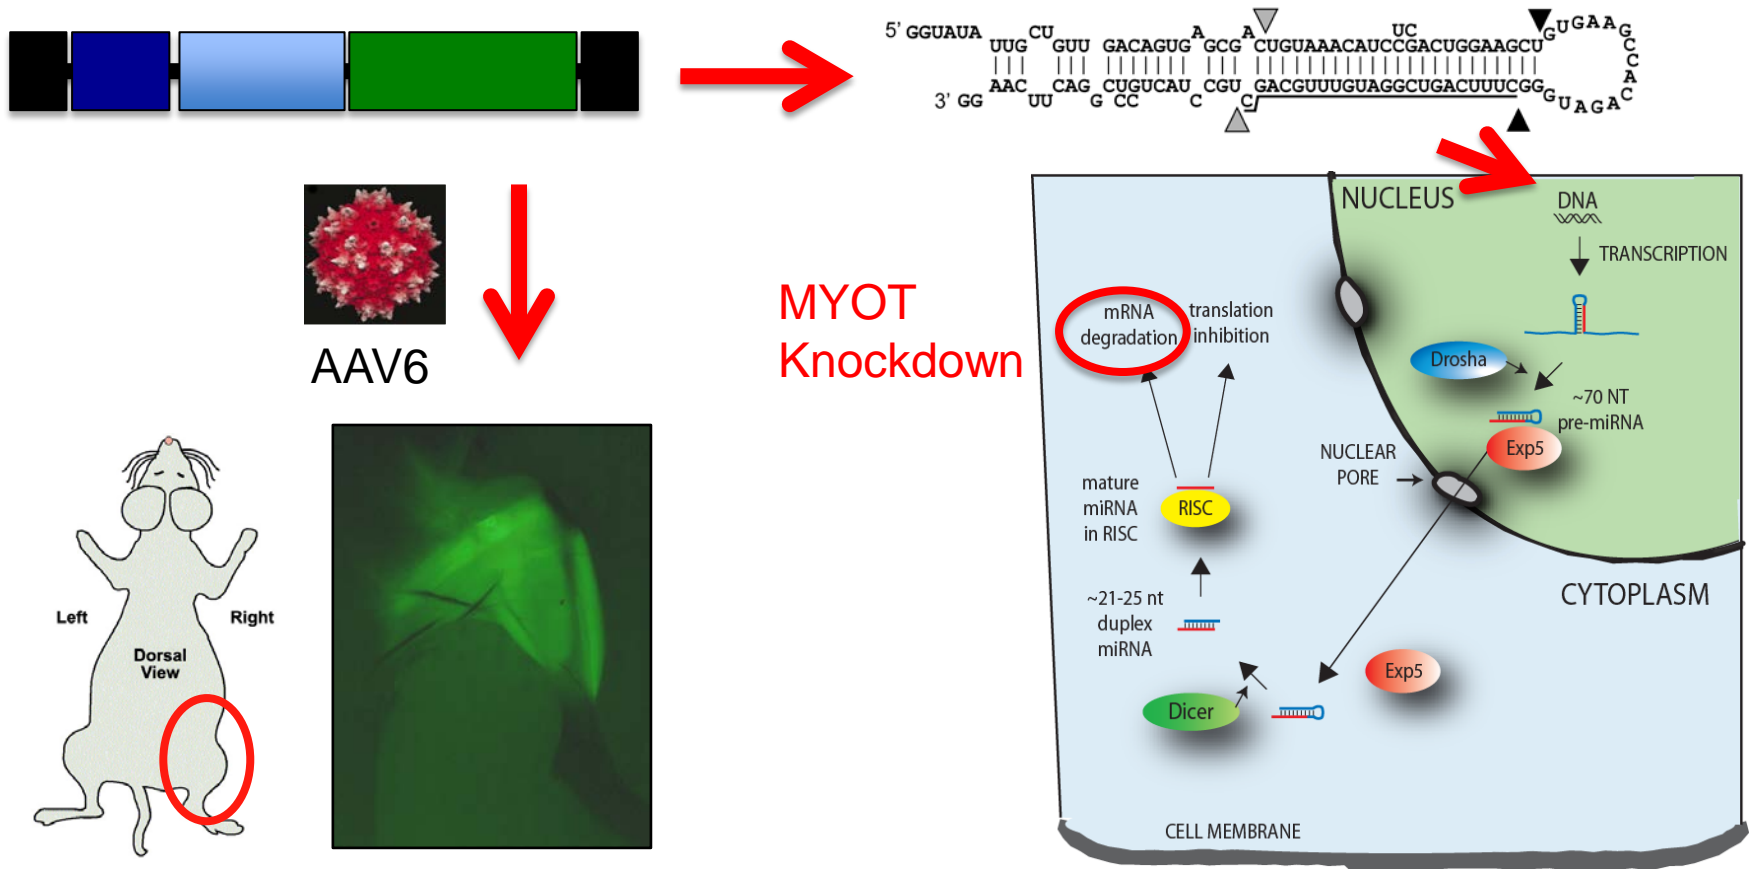 5' GGUAUA CU A A UC GUGAAG
UUG GUU GACAGUG GCG CUGUAAACAUCCGACUGGAAGCU
C
C
A
C
AAC CAG CUGUCAU CGU GACGUUUGUAGGCUGACUUUCGG
3' GG UU G CC C C GUAGA
AAV6
Left
Right
Dorsal
View
MYOT
Knockdown
NUCLEUS
DNA
TRANSCRIPTION
mRNA
degradation
translation
inhibition
Drosha
~70 NT
pre-miRNA
Exp5
NUCLEAR
PORE
mature
miRNA
in RISC
RISC
CYTOPLASM
~21-25 nt
duplex
miRNA
Exp5
Dicer
CELL MEMBRANE